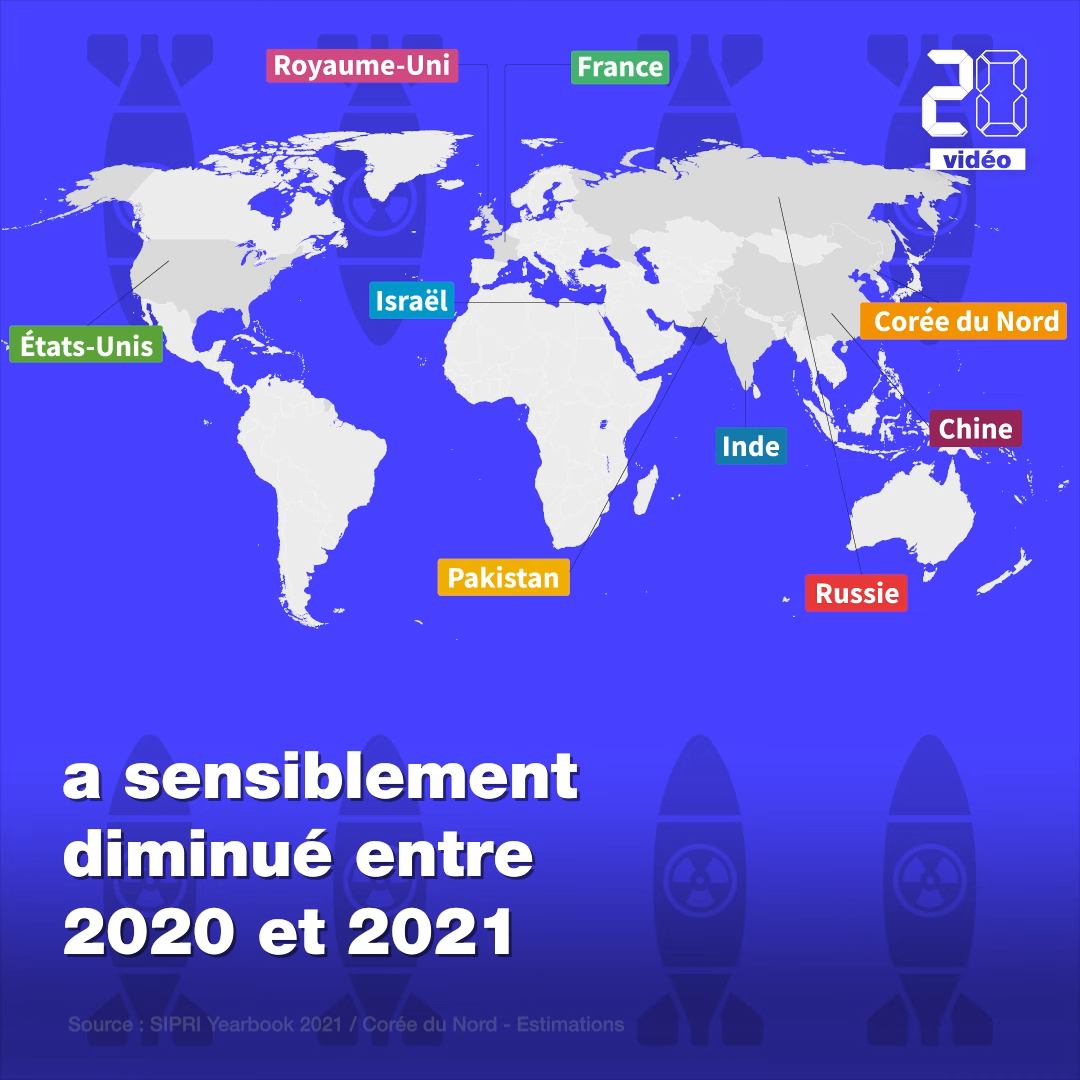 Royaume-Uni
France
20
vidéo
Israël
États-Unis
Corée du Nord
Chine
Inde
Pakistan
Russie
a sensiblement
diminué entre
2020 et 2021
Source : SIPRI Yearbook 2021 / Corée du Nord - Estimations